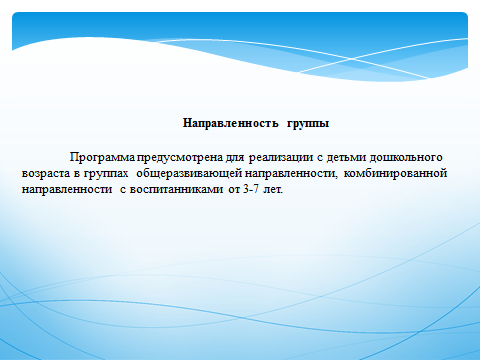 Направленность группы
Программа предусмотрена для реализации с детьми дошкольного
возраста в группах общеразвивающей направленности, комбинированной
направленности с воспитанниками от 3-7 лет.